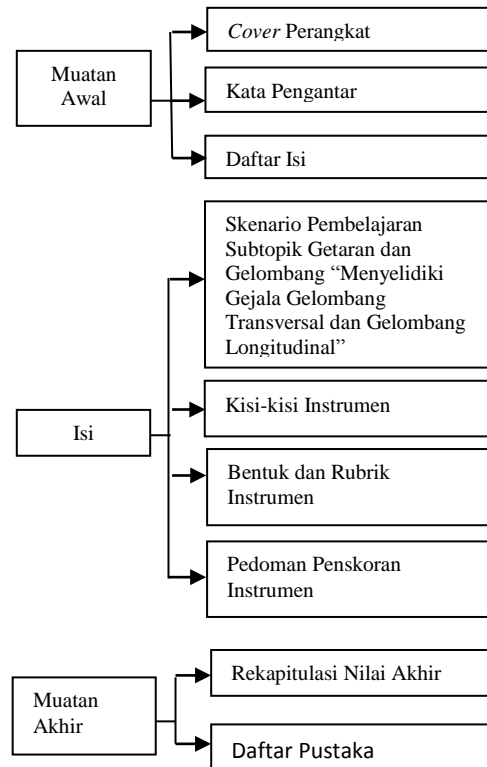 Muatan
Awal
Cover Perangkat
Kata Pengantar
Daftar Isi
Isi
Skenario Pembelajaran
Subtopik Getaran dan
Gelombang “Menyelidiki
Gejala Gelombang
Transversal dan Gelombang
Longitudinal”
Kisi-kisi Instrumen
Bentuk dan Rubrik
Instrumen
Pedoman Penskoran
Instrumen
Muatan
Akhir
Rekapitulasi Nilai Akhir
Daftar Pustaka